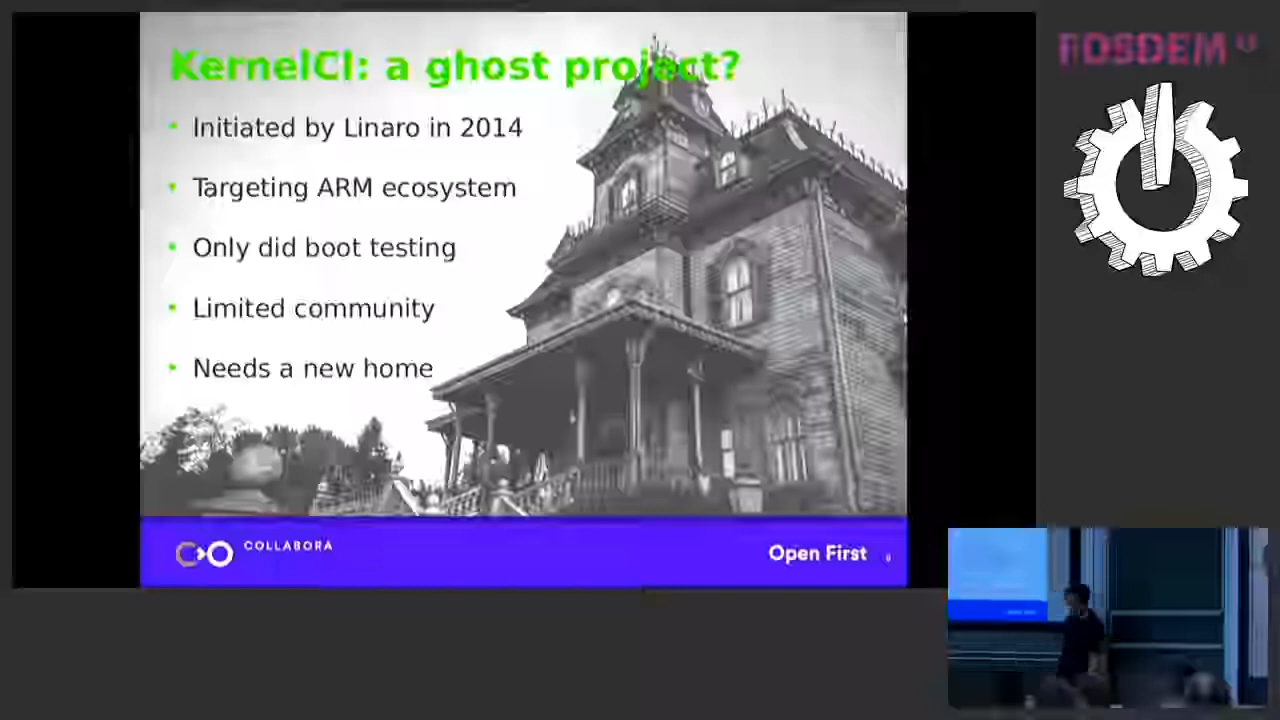 KernelCI: a ghost project?
Initiated by Linaro in 2014
Targeting ARM ecosystem
Only did boot testing
Limited community
Needs a new home
COLLABORA
Open First
FOSDEM